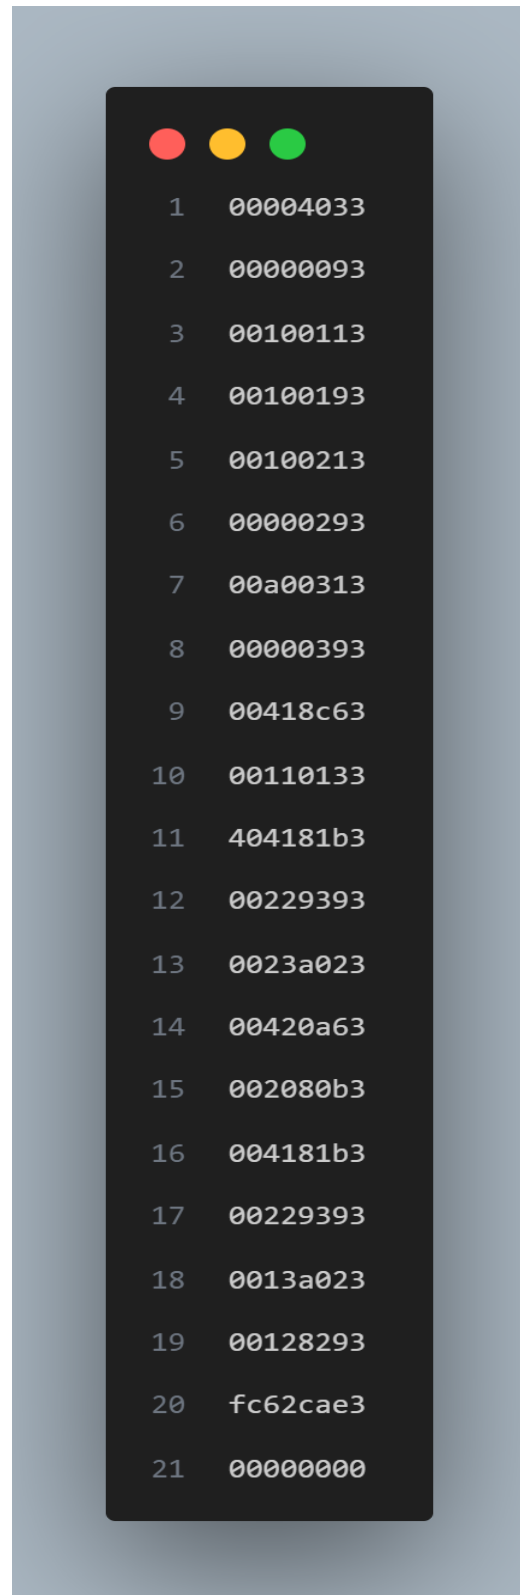 1 00004033
2 00000093
3 00100113
4 00100193
5 00100213
6 00000293
7 00a00313
8 00000393
9 00418c63
10 00110133
11 404181b3
12 00229393
13 0023a023
14 00420a63
15 002080b3
16 004181b3
17 00229393
18 0013a023
19 00128293
20 fc62cae3
21 00000000